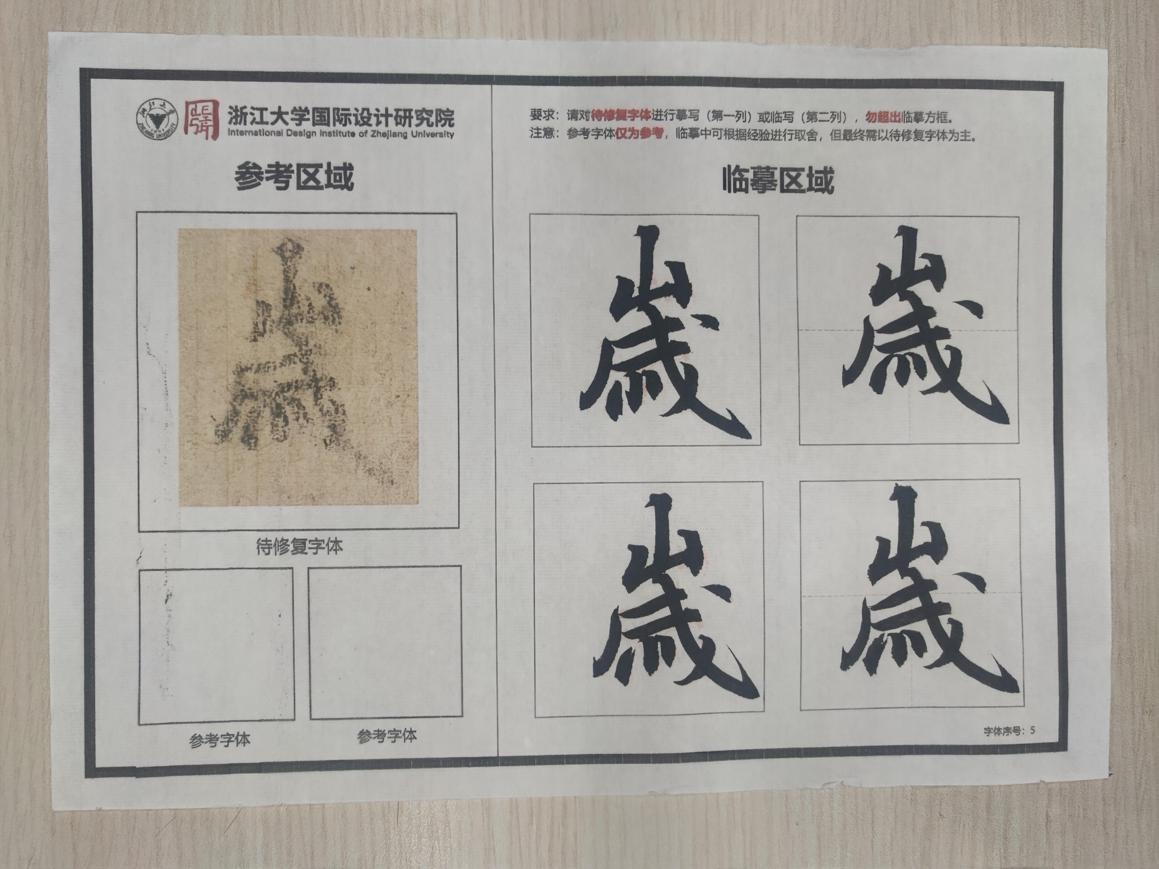 浙江大学国际设计研究院
International Design Institute of Zhejiang University
参考区域
歲
待修复字体
参考字体 参考字体
要求：请对待修复字体进行摹写（第一列）或临写（第二列），勿超出临摹方框。
注意：参考字体仅为参考，临摹中可根据经验进行取舍，但最终需以待修复字体为主。
临摹区域
歲 歲
歲 歲
字体序号：5